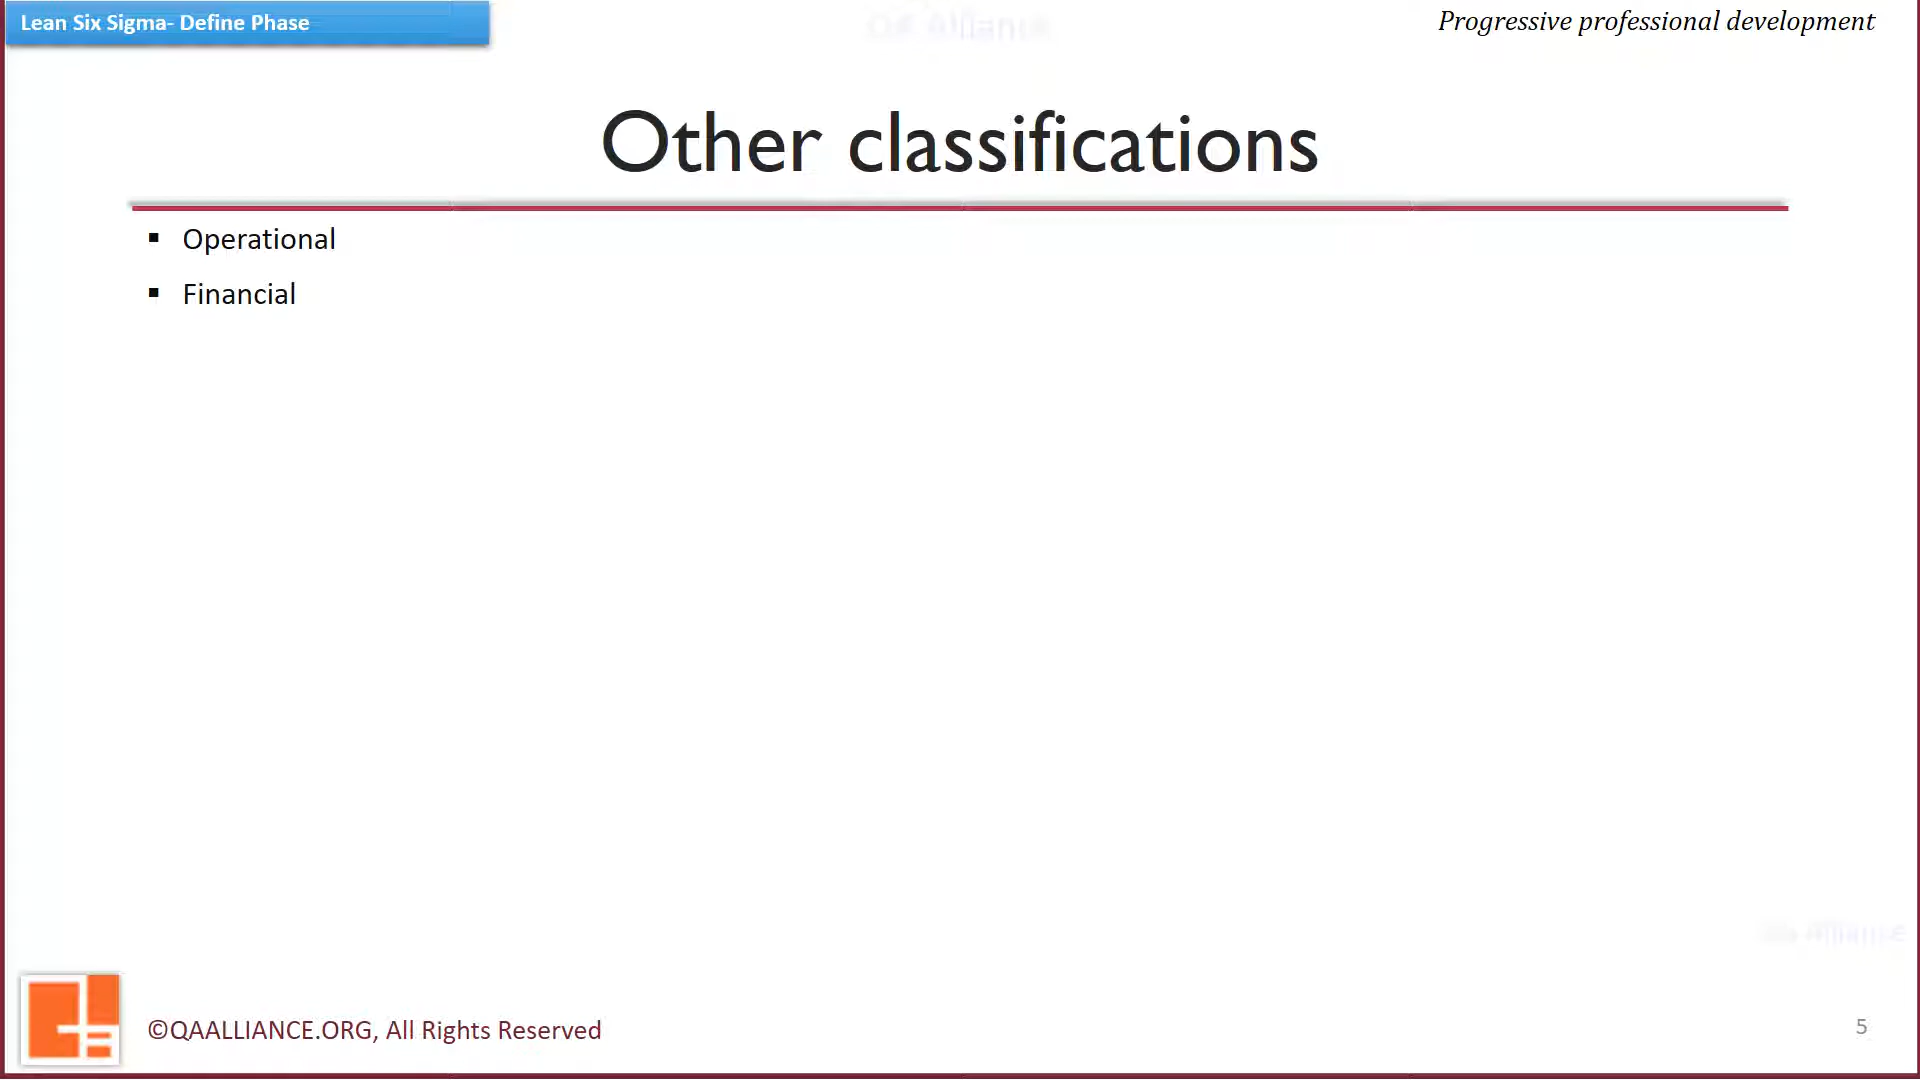 Lean Six Sigma- Define Phase
Progressive professional development
Other classifications
▪ Operational
▪ Financial
©QAALLIANCE.ORG, All Rights Reserved
5